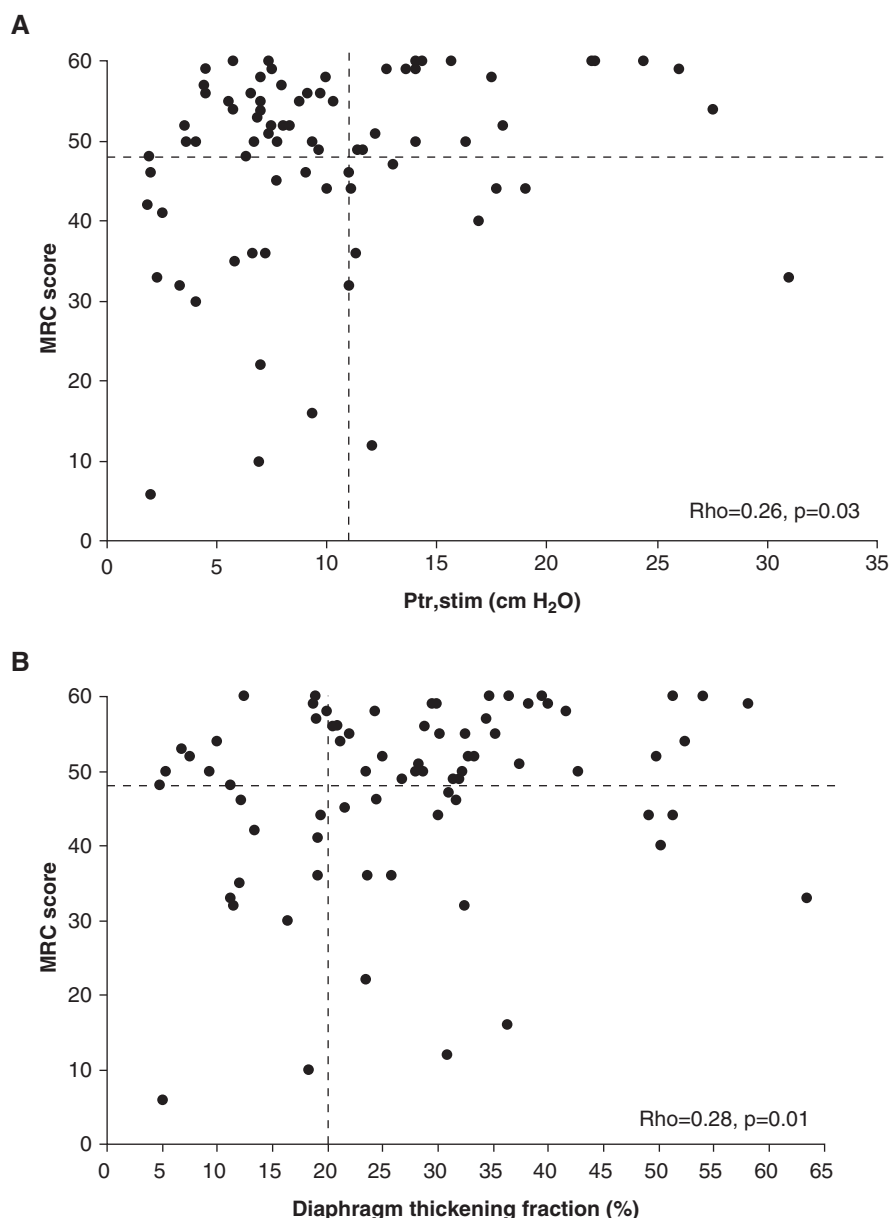 A
60
50
40
30
20
10
0
MRC score
0 5 10 15 20 25 30 35
Ptr,stim (cm H₂O)
Rho=0.26, p=0.03
B
60
50
40
30
20
10
0
MRC score
Rho=0.28, p=0.01
0 5 10 15 20 25 30 35 40 45 50 55 60 65
Diaphragm thickening fraction (%)